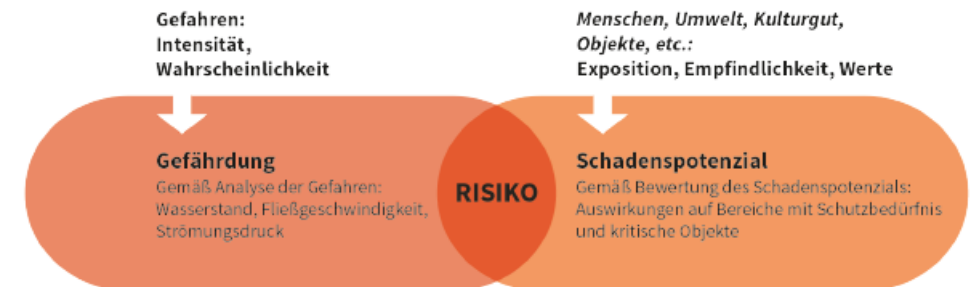 Gefahren:
Intensität,
Wahrscheinlichkeit
Menschen, Umwelt, Kulturgut,
Objekte, etc.:
Exposition, Empfindlichkeit, Werte
Gefährdung
Gemäß Analyse der Gefahren:
Wasserstand, Fließgeschwindigkeit,
Strömungsdruck
RISIKO
Schadenspotenzial
Gemäß Bewertung des Schadenspotenzials:
Auswirkungen auf Bereiche mit Schutzbedürfnis
und kritische Objekte